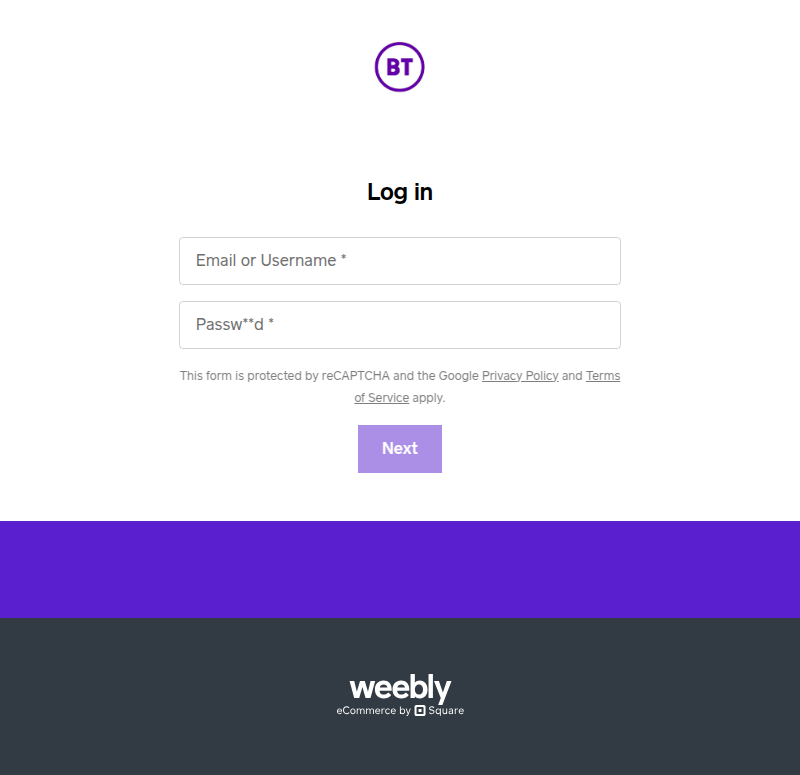 BT
Log in
Email or Username *
Passw**d *
This form is protected by reCAPTCHA and the Google Privacy Policy and Terms
of Service apply.
Next
weebly
eCommerce by Square